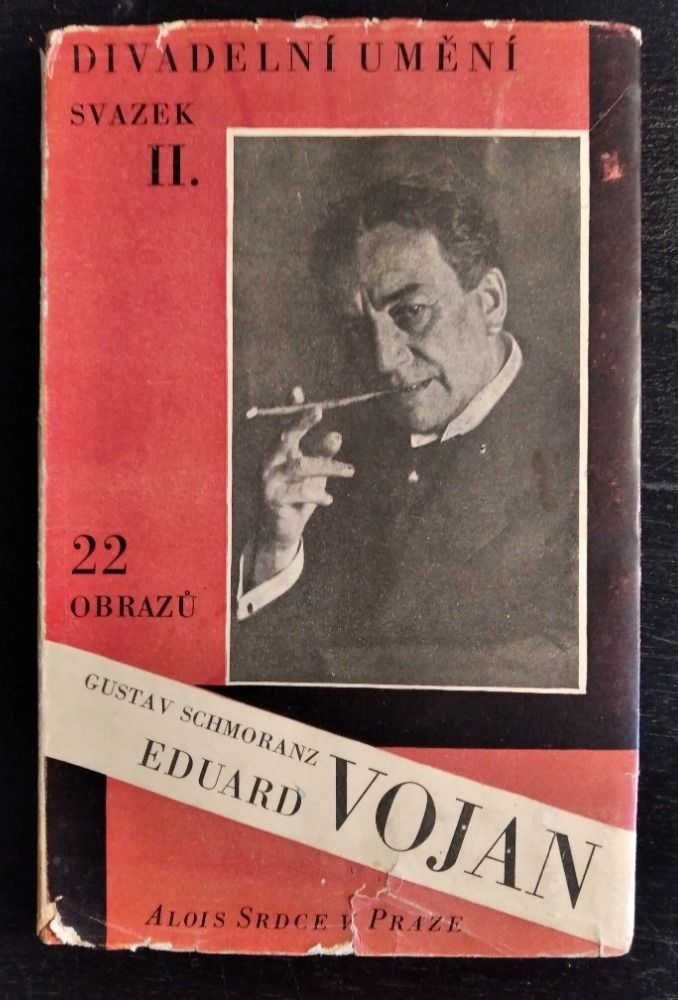 DIVADELNÍ UMĚNÍ
SVAZEK
II.
22
OBRAZŮ
GUSTAV SCHMORANZ
EDUARD VOJAN
ALOIS SRDCE V PRAZE